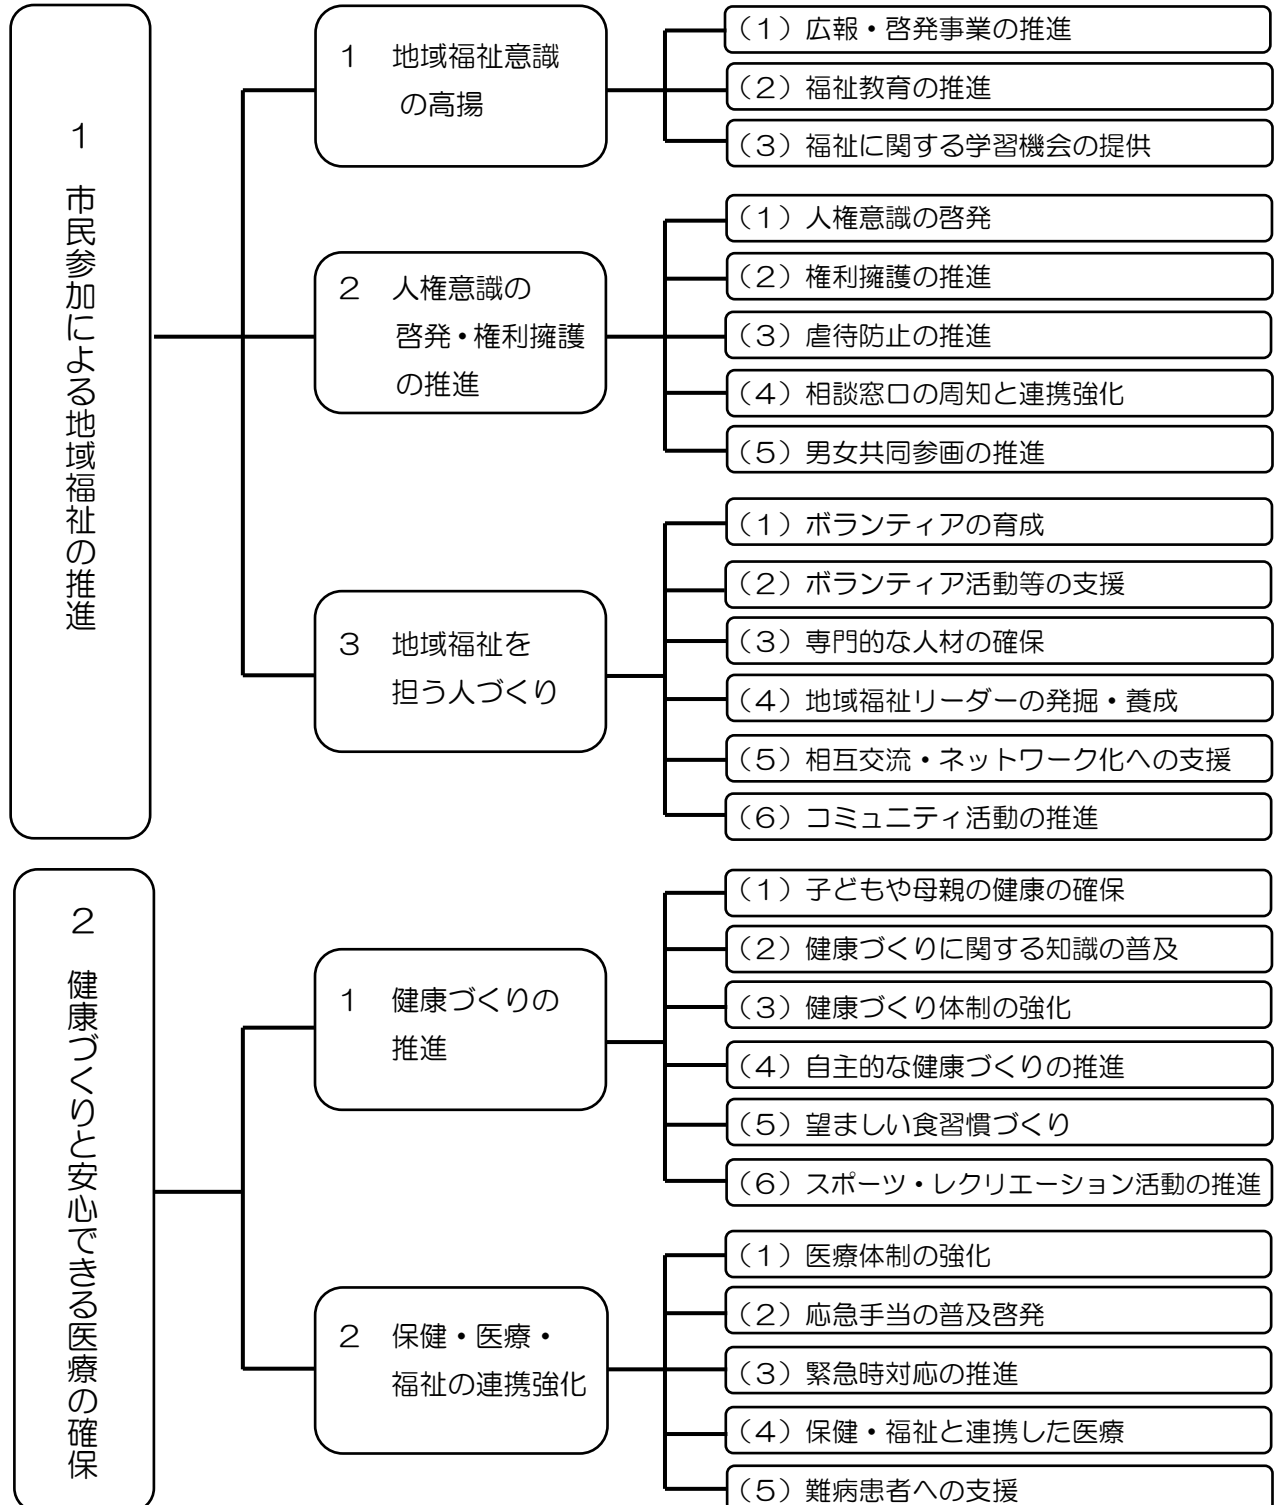 １　市民参加による地域福祉の推進
１　地域福祉意識
の高揚
（１）広報・啓発事業の推進
（２）福祉教育の推進
（３）福祉に関する学習機会の提供
２　人権意識の
啓発・権利擁護
の推進
（１）人権意識の啓発
（２）権利擁護の推進
（３）虐待防止の推進
（４）相談窓口の周知と連携強化
（５）男女共同参画の推進
３　地域福祉を
担う人づくり
（１）ボランティアの育成
（２）ボランティア活動等の支援
（３）専門的な人材の確保
（４）地域福祉リーダーの発掘・養成
（５）相互交流・ネットワーク化への支援
（６）コミュニティ活動の推進
２　健康づくりと安心できる医療の確保
１　健康づくりの
推進
（１）子どもや母親の健康の確保
（２）健康づくりに関する知識の普及
（３）健康づくり体制の強化
（４）自主的な健康づくりの推進
（５）望ましい食習慣づくり
（６）スポーツ・レクリエーション活動の推進
２　保健・医療・
福祉の連携強化
（１）医療体制の強化
（２）応急手当の普及啓発
（３）緊急時対応の推進
（４）保健・福祉と連携した医療
（５）難病患者への支援